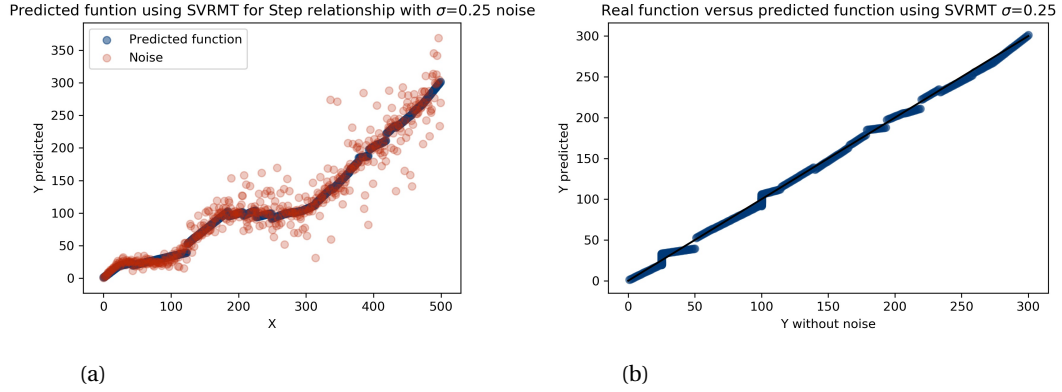 Predicted funtion using SVRMT for Step relationship with σ=0.25 noise
Predicted function
Noise
350
300
250
200
150
100
50
0
Y predicted
0
100
200
300
400
500
X
(a)
Real function versus predicted function using SVRMT σ=0.25
300
250
200
150
100
50
0
Y predicted
0
50
100
150
200
250
300
Y without noise
(b)